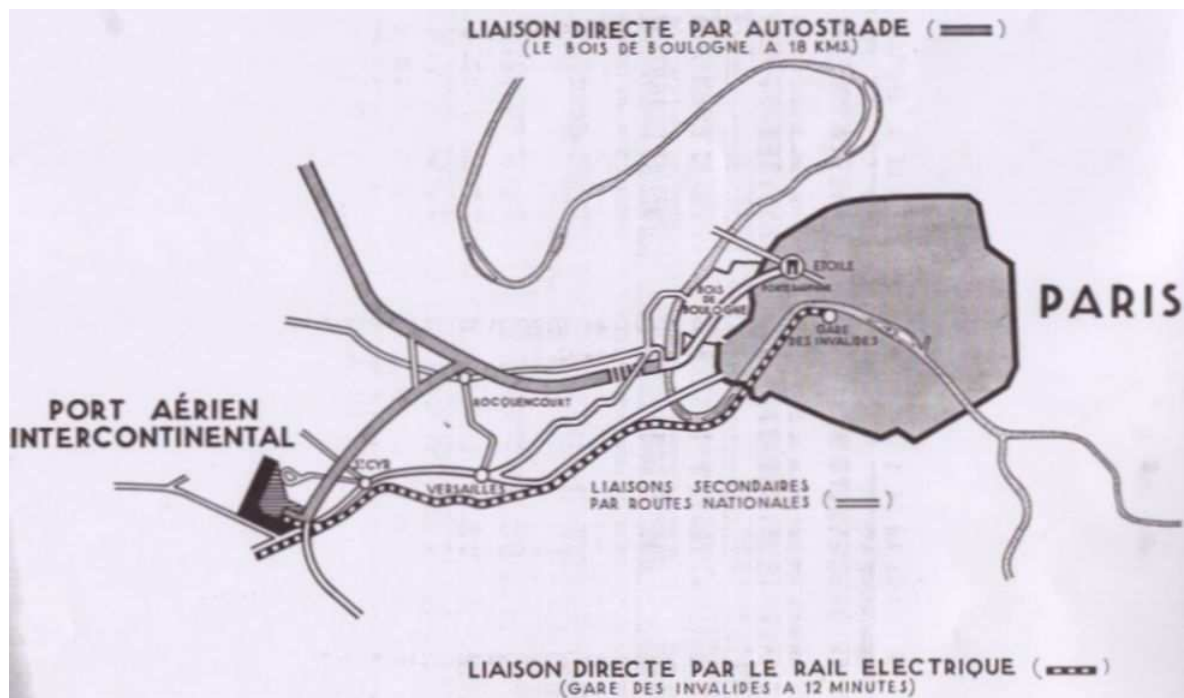 LIAISON DIRECTE PAR AUTOSTRADE ( )
(LE BOIS DE BOULOGNE A 18 KMS.)
ETOILE
PORTE DAUPHINE
BOIS
DE
BOULOGNE
PARIS
GARE
DES INVALIDES
ROCQUENCOURT
PORT AÉRIEN
INTERCONTINENTAL
ST CYR
VERSAILLES
LIAISONS SECONDAIRES
PAR ROUTES NATIONALES ( )
LIAISON DIRECTE PAR LE RAIL ELECTRIQUE ( )
(GARE DES INVALIDES A 12 MINUTES)